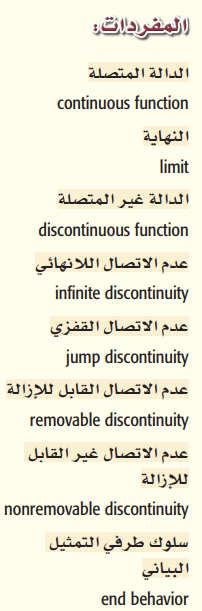 المفردات:
الدالة المتصلة
continuous function
النهاية
limit
الدالة غير المتصلة
discontinuous function
عدم الاتصال اللانهائي
infinite discontinuity
عدم الاتصال القفزي
jump discontinuity
عدم الاتصال القابل للإزالة
removable discontinuity
عدم الاتصال غير القابل
للإزالة
nonremovable discontinuity
سلوك طرفي التمثيل
البياني
end behavior